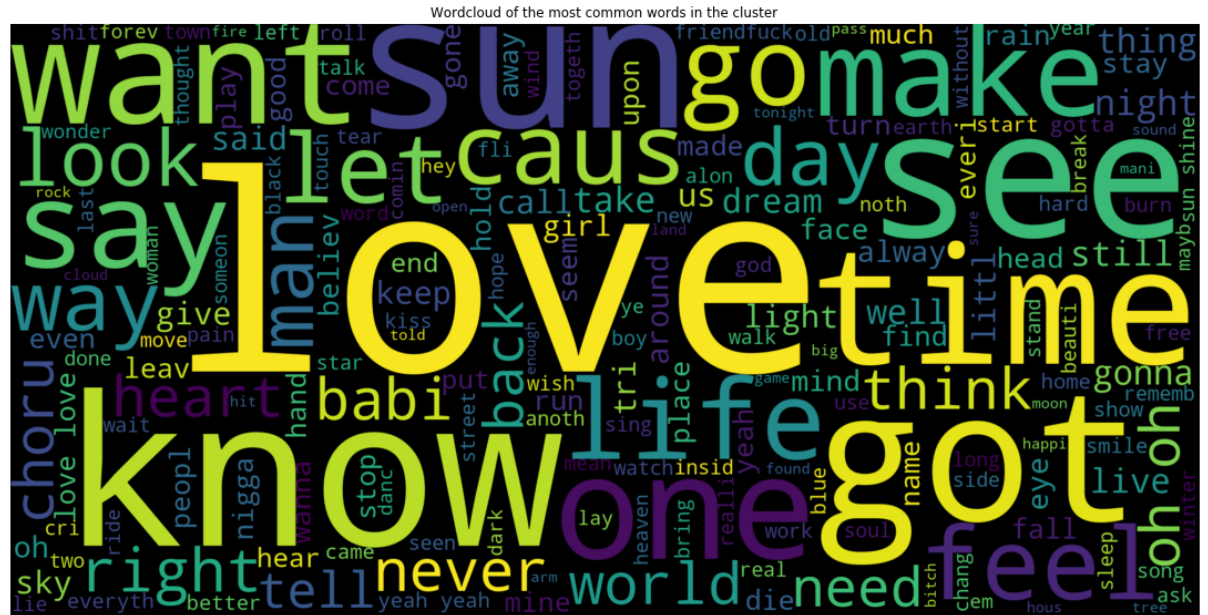 Wordcloud of the most common words in the cluster
shit forev town fire left roll
friend fuck old pass much rain year thing
want sun go make
thought play good talk come gone away wind togeth upon without stay night
wonder said tear hey fli tonight turn earth start gotta sound
look let caus made day see everi break mani sun shiner
rock last black touch word comin open hold call take us alon dream new land noth hard burn mayb
say man love girl face alway sure
cloud woman someon believ end hope seem god head still
way keep kiss ye around light well find littl time
even give move pain told enough boy walk big stand beauti free
choru done leav star back wish tri place mind think home gonna
love love wait hit heart hand babi put run anoth life game moon rememb
know street sing yeah use show smile
peopl nigga wanna stop danc one mean watch insid found blue name got happi long side eye live oh oh winter
cri ride lay heaven bring realli work soul fall
oh two hear came seen dark real feel sleep song
sky right tell never world need bitch chang ask
lie everyth better yeah yeah mine arm die em hous tree